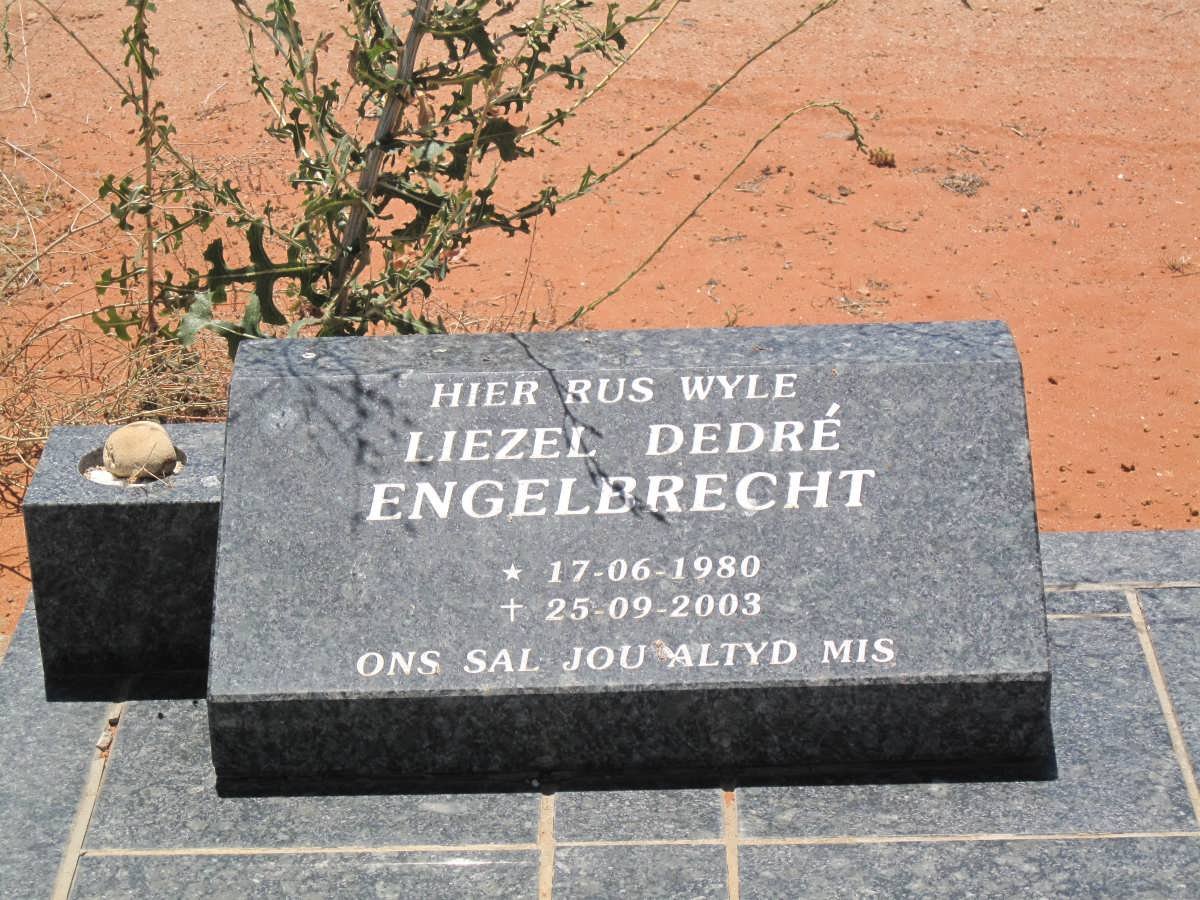 HIER RUS WYLE
LIEZEL DEDRÉ
ENGELBRECHT
★ 17-06-1980
✝ 25-09-2003
ONS SAL JOU ALTYD MIS